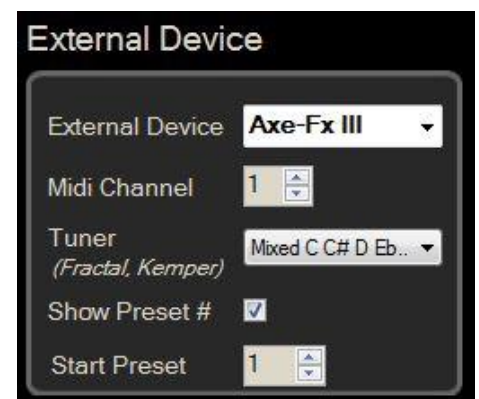 External Device
External Device Axe-Fx III
Midi Channel 1
Tuner Mixed C C# D Eb..
(Fractal, Kemper)
Show Preset #
Start Preset 1